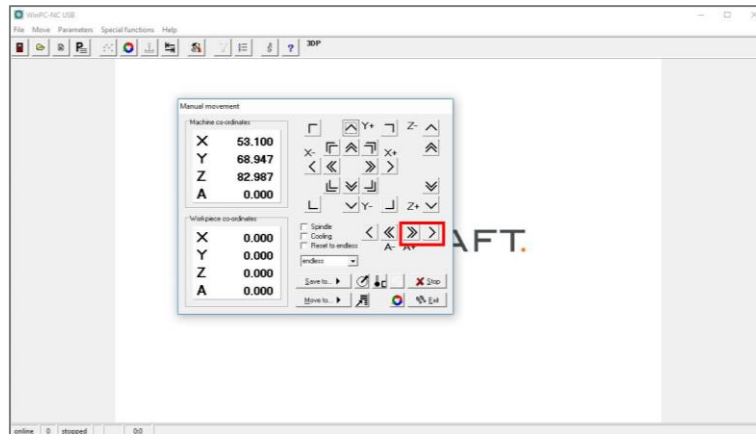 WinPC-NC USB
File Move Parameters Special functions Help
3DP
Manual movement
Machine co-ordinates
X 53.100
Y 68.947
Z 82.987
A 0.000
Workpiece co-ordinates
X 0.000
Y 0.000
Z 0.000
A 0.000
Y+ Z-
X- X+
Y- Z+
Spindle
Cooling
Reset to endless
A- A+
endless
Save to...
Stop
Move to...
Exit
AFT.
online 0 stopped 0:0